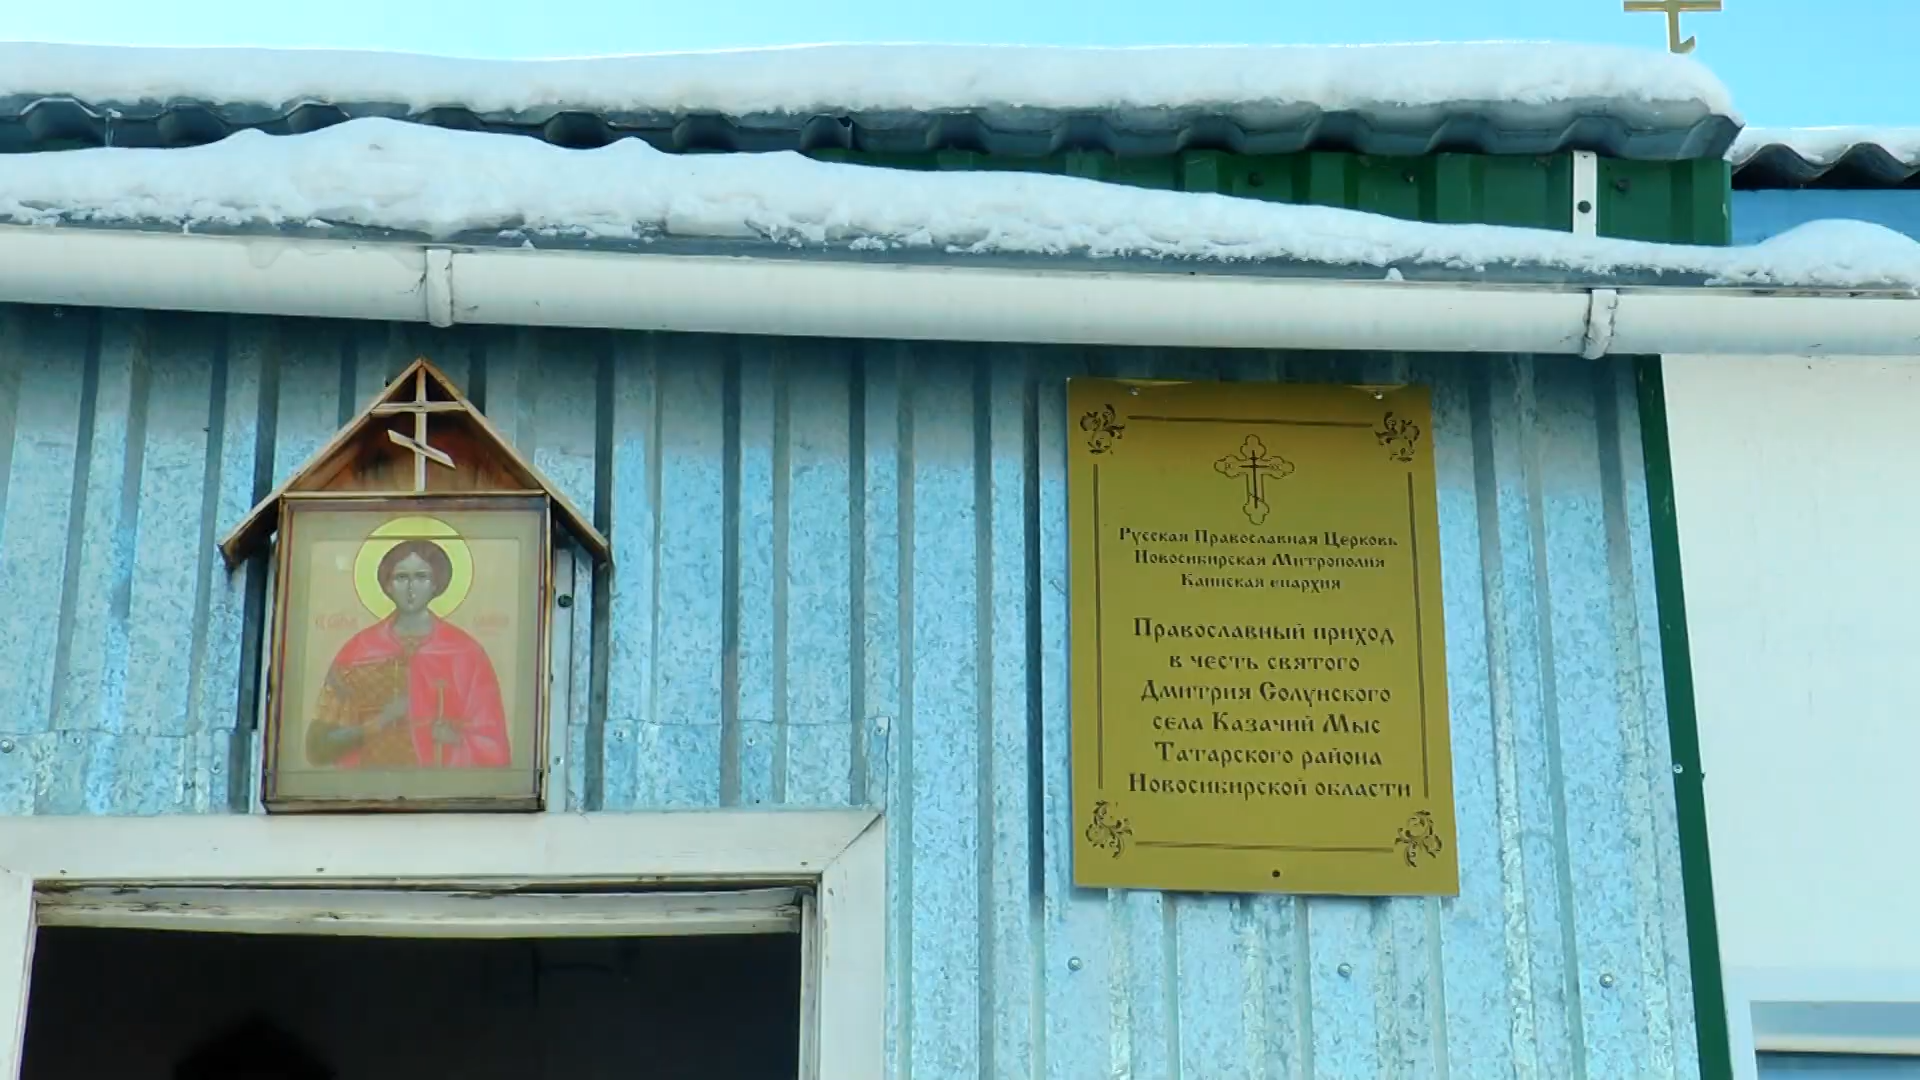 Русская Православная Церковь
Новосибирская Митрополия
Каинская епархия
Православный приход
в честь святого
Дмитрия Солунского
села Казачий Мыс
Татарского района
Новосибирской области